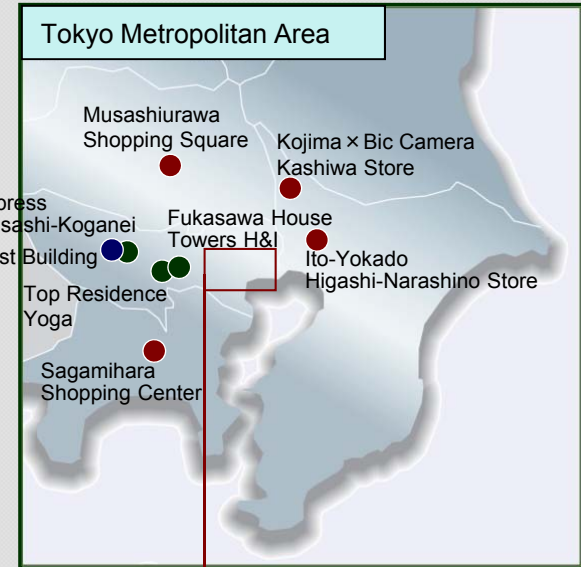 Tokyo Metropolitan Area
Musashiurawa
Shopping Square
Kojima × Bic Camera
Kashiwa Store
Fukasawa House
Towers H&I
Ito-Yokado
Higashi-Narashino Store
Building
Top Residence
Yoga
Sagamihara
Shopping Center